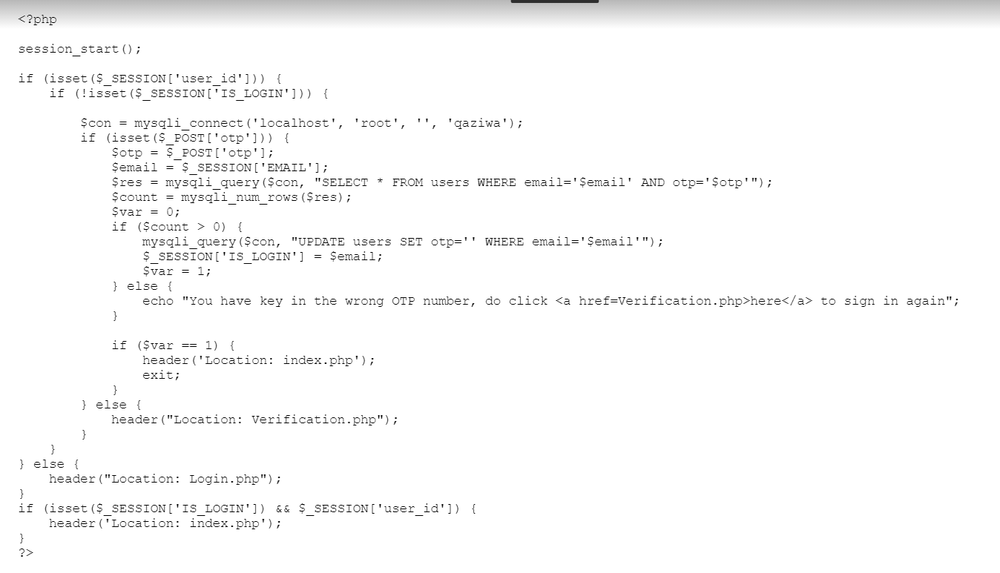 <?php
session_start();
if (isset($_SESSION['user_id'])) {
if (!isset($_SESSION['IS_LOGIN'])) {
$con = mysqli_connect('localhost', 'root', '', 'qaziwa');
if (isset($_POST['otp'])) {
$otp = $_POST['otp'];
$email = $_SESSION['EMAIL'];
$res = mysqli_query($con, "SELECT * FROM users WHERE email='$email' AND otp='$otp'");
$count = mysqli_num_rows($res);
$var = 0;
if ($count > 0) {
mysqli_query($con, "UPDATE users SET otp='' WHERE email='$email'");
$_SESSION['IS_LOGIN'] = $email;
$var = 1;
} else {
echo "You have key in the wrong OTP number, do click <a href=Verification.php>here</a> to sign in again";
}
if ($var == 1) {
header('Location: index.php');
exit;
}
} else {
header("Location: Verification.php");
}
}
} else {
header("Location: Login.php");
}
if (isset($_SESSION['IS_LOGIN']) && $_SESSION['user_id']) {
header('Location: index.php');
}
?>